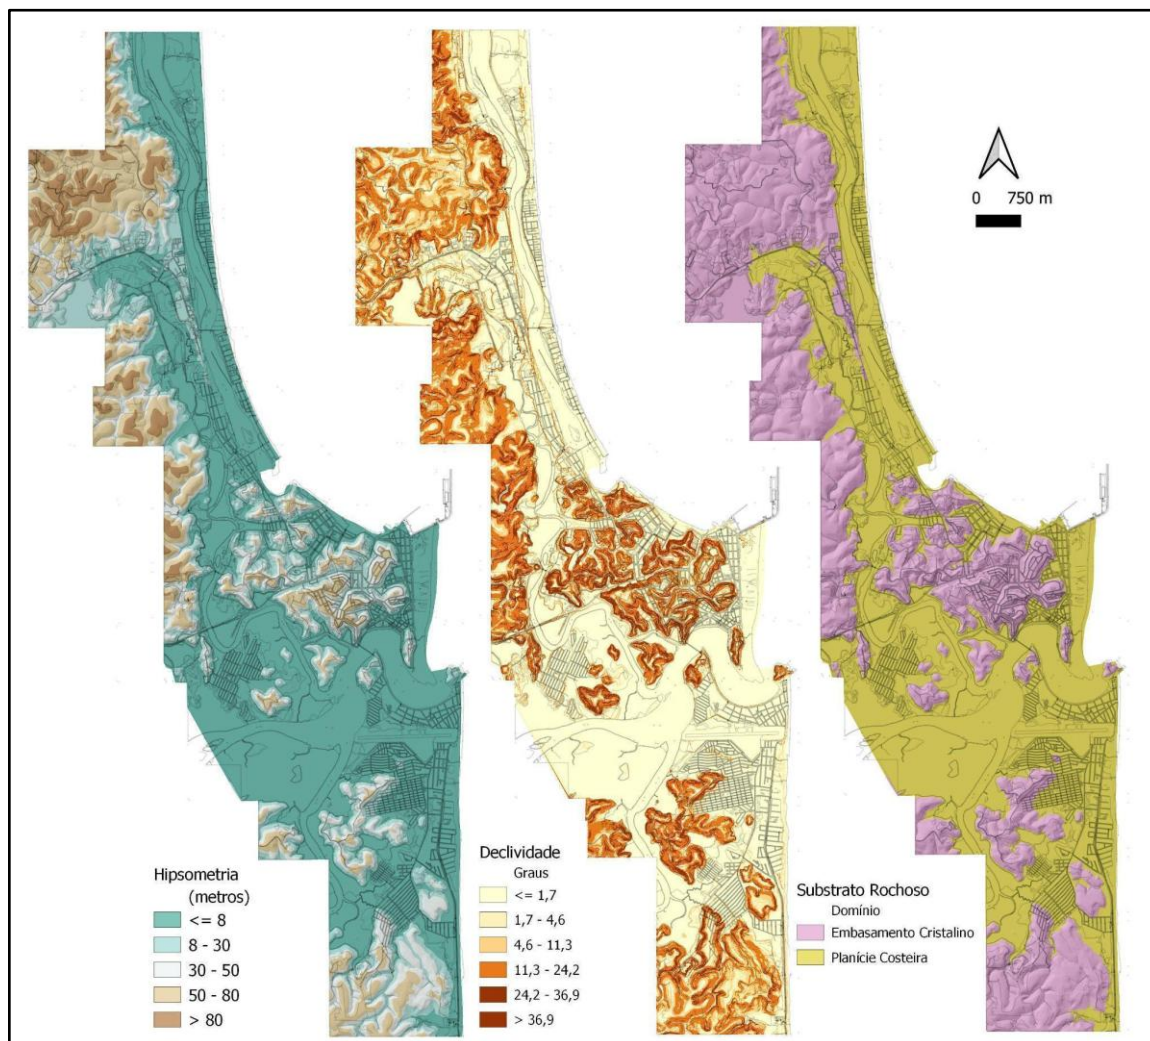 0 750 m
Hipsometria
(metros)
<= 8
8 - 30
30 - 50
50 - 80
> 80
Declividade
Graus
<= 1,7
1,7 - 4,6
4,6 - 11,3
11,3 - 24,2
24,2 - 36,9
> 36,9
Substrato Rochoso
Domínio
Embasamento Cristalino
Planície Costeira